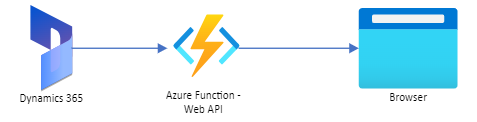 Dynamics 365
Azure Function -
Web API
Browser